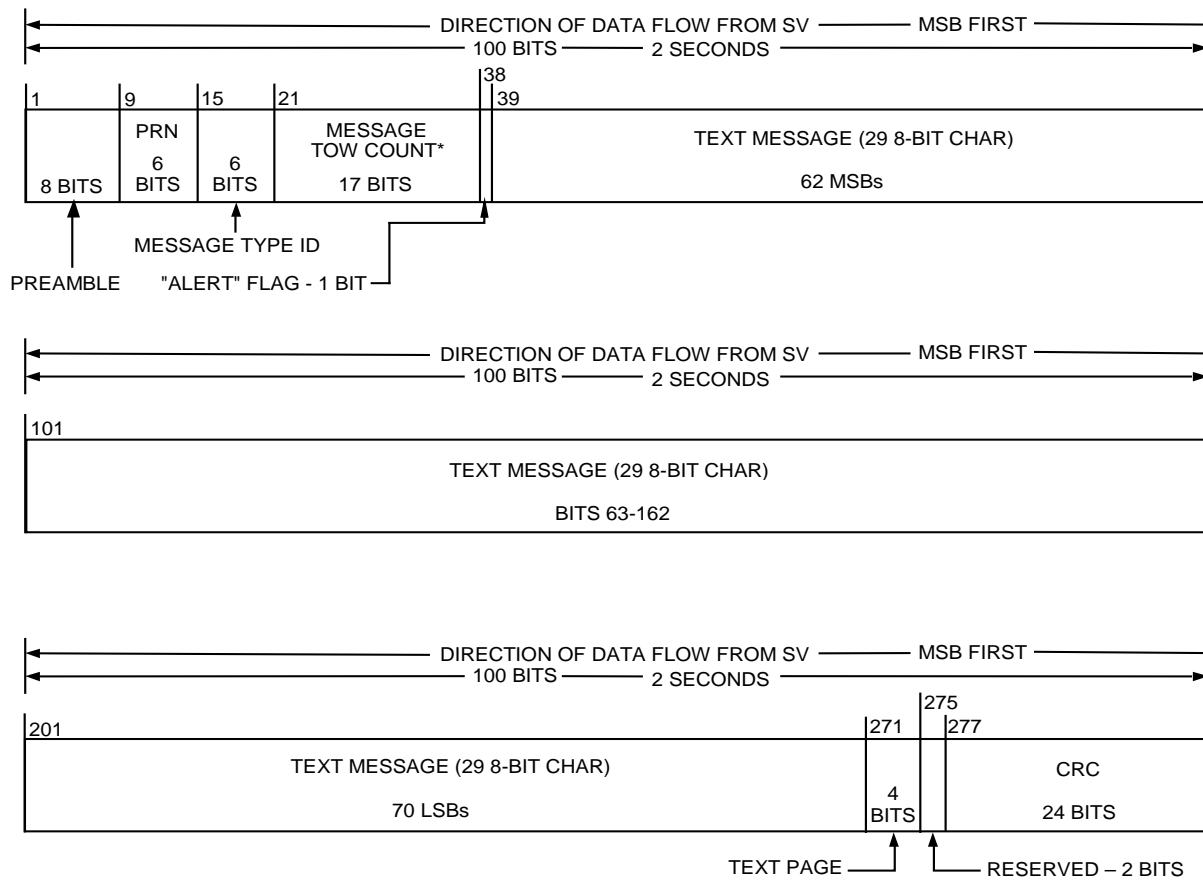 DIRECTION OF DATA FLOW FROM SV MSB FIRST
100 BITS 2 SECONDS
38
1 9 15 21 39
PRN
6
BITS
MESSAGE
TOW COUNT*
17 BITS
TEXT MESSAGE (29 8-BIT CHAR)
62 MSBs
8 BITS
6
BITS
MESSAGE TYPE ID
PREAMBLE
"ALERT" FLAG - 1 BIT
DIRECTION OF DATA FLOW FROM SV MSB FIRST
100 BITS 2 SECONDS
101
TEXT MESSAGE (29 8-BIT CHAR)
BITS 63-162
DIRECTION OF DATA FLOW FROM SV MSB FIRST
100 BITS 2 SECONDS
275
201 271 277
TEXT MESSAGE (29 8-BIT CHAR)
70 LSBs
4
BITS
CRC
24 BITS
TEXT PAGE
RESERVED – 2 BITS